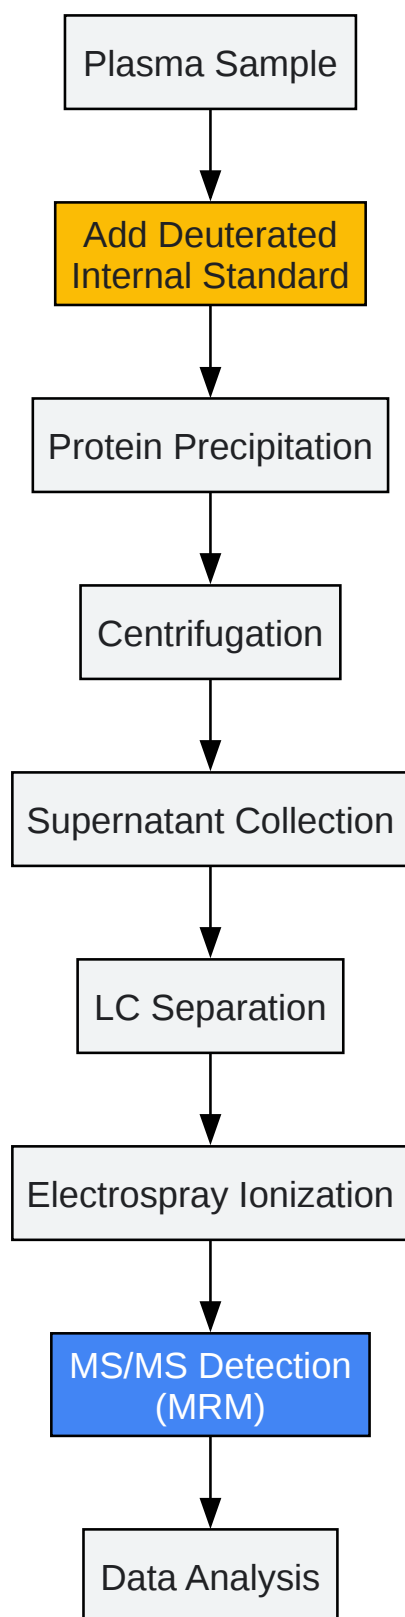 Plasma Sample
Add Deuterated
Internal Standard
Protein Precipitation
Centrifugation
Supernatant Collection
LC Separation
Electrospray Ionization
MS/MS Detection
(MRM)
Data Analysis